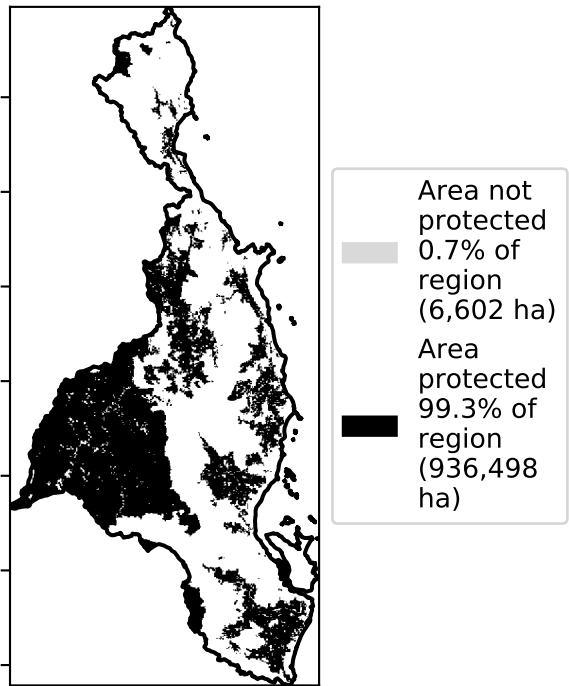 Area not
protected
0.7% of
region
(6,602 ha)
Area
protected
99.3% of
region
(936,498
ha)